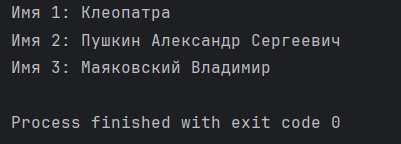 Имя 1: Клеопатра
Имя 2: Пушкин Александр Сергеевич
Имя 3: Маяковский Владимир
Process finished with exit code 0